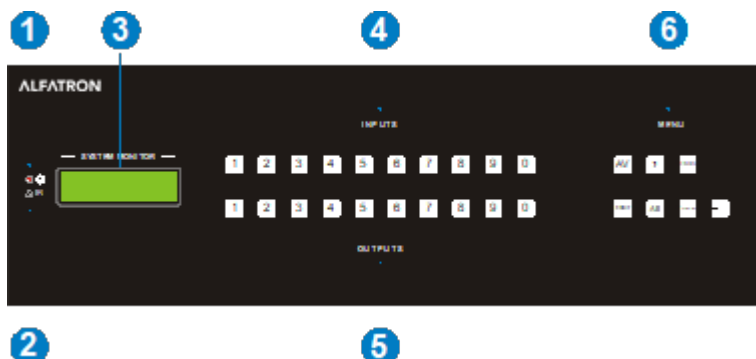 1 3 4 6
ALFATRON
INPUTS MENU
SYSTEM MONITOR
1 2 3 4 5 6 7 8 9 0 AV
1 2 3 4 5 6 7 8 9 0 All
OUTPUTS
2 5